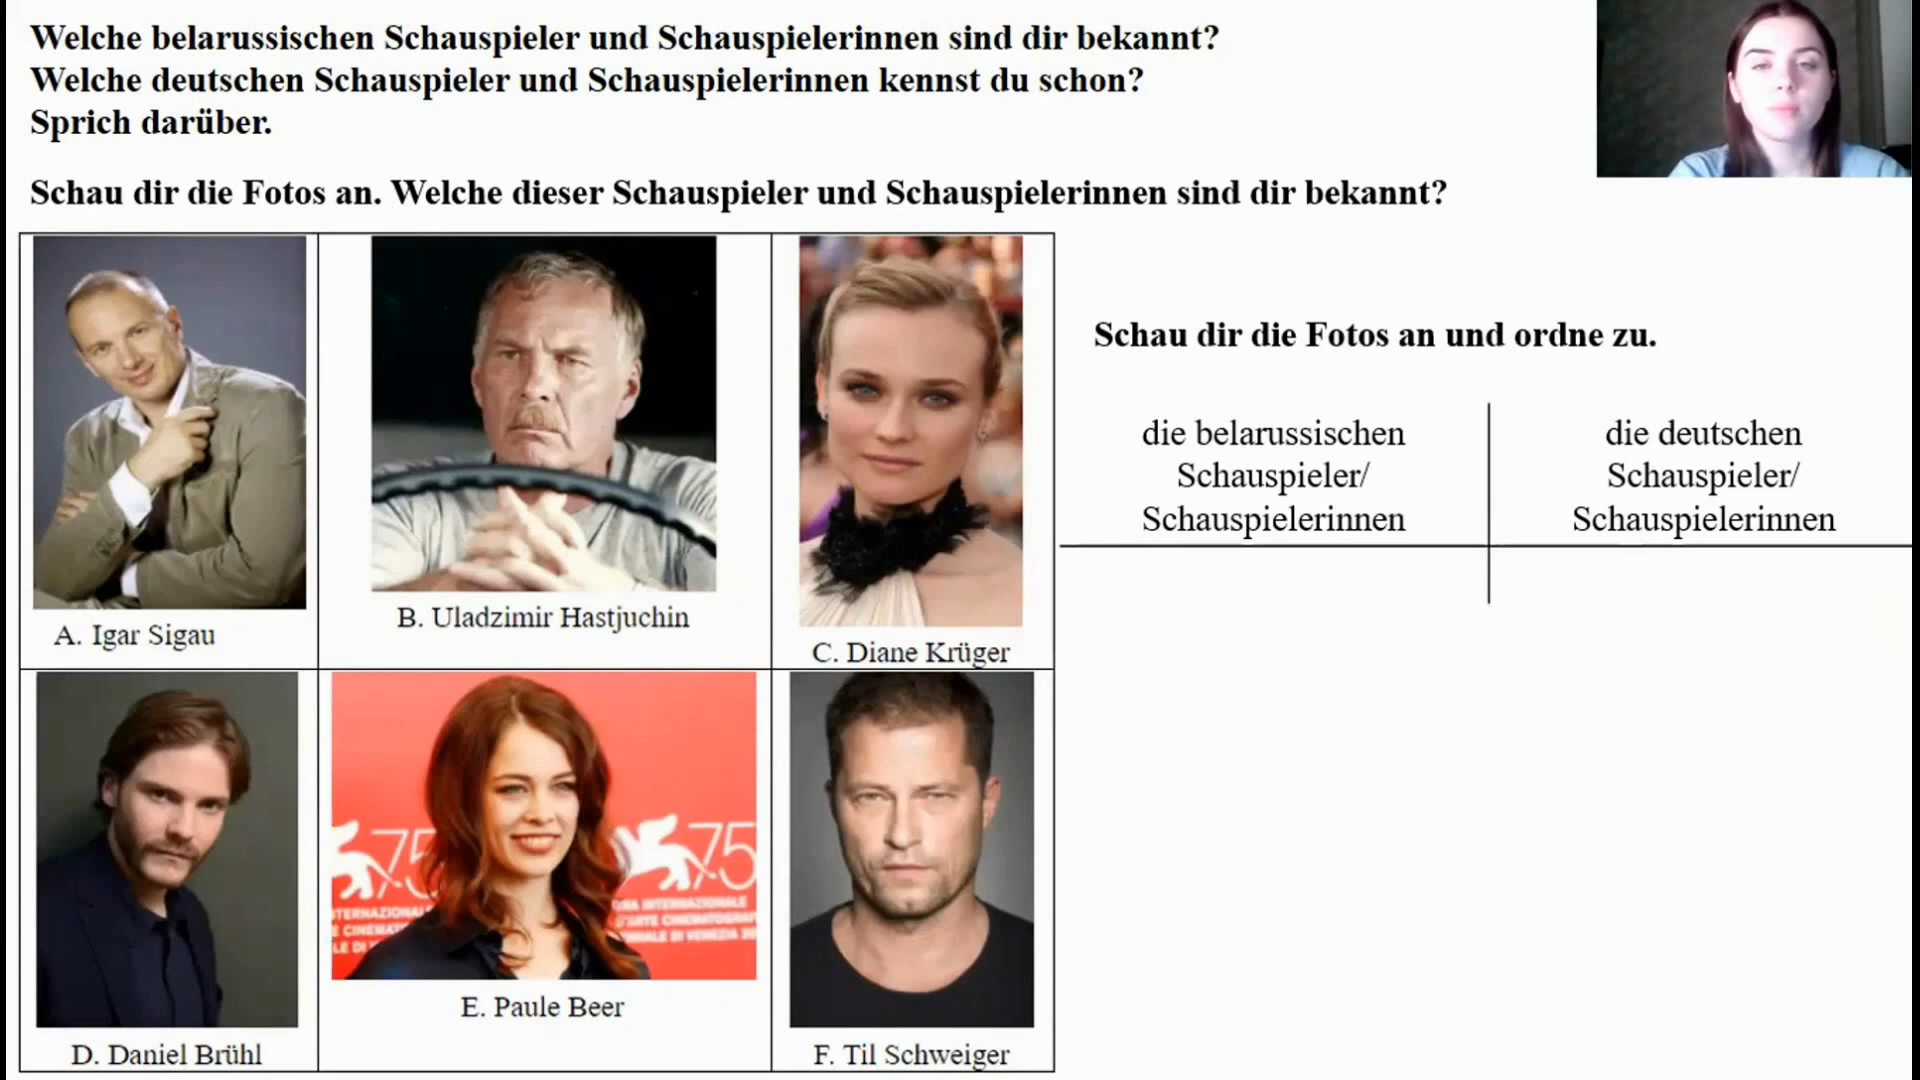 Welche belarussischen Schauspieler und Schauspielerinnen sind dir bekannt?
Welche deutschen Schauspieler und Schauspielerinnen kennst du schon?
Sprich darüber.
Schau dir die Fotos an. Welche dieser Schauspieler und Schauspielerinnen sind dir bekannt?
A. Igar Sigau
B. Uladzimir Hastjuchin
C. Diane Krüger
75
75
D. Daniel Brühl
E. Paule Beer
F. Til Schweiger
Schau dir die Fotos an und ordne zu.
die belarussischen
Schauspieler/
Schauspielerinnen
die deutschen
Schauspieler/
Schauspielerinnen